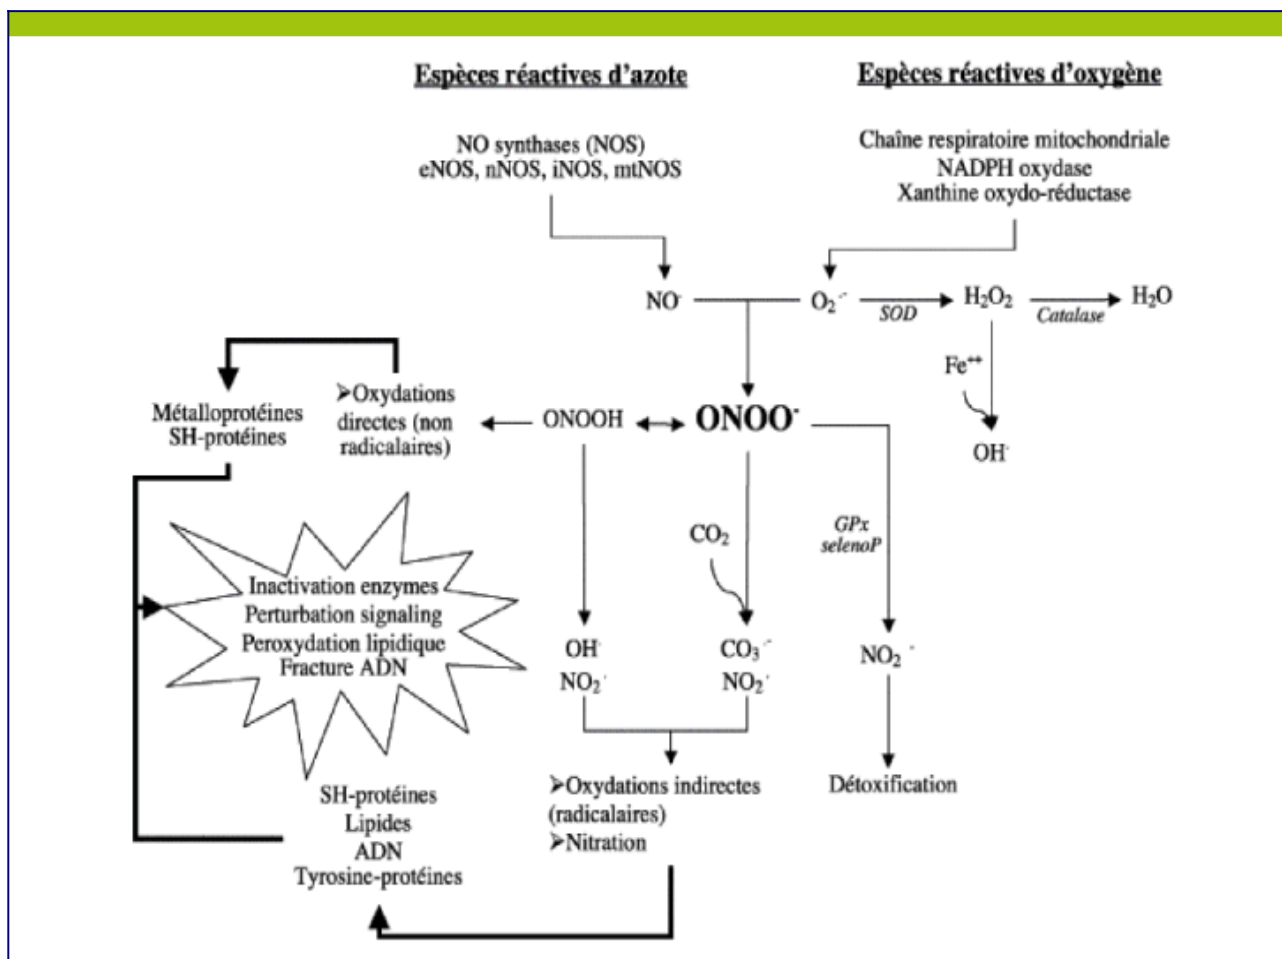 Espèces réactives d'azote
Espèces réactives d'oxygène
NO synthases (NOS)
eNOS, nNOS, iNOS, mtNOS
Chaîne respiratoire mitochondriale
NADPH oxydase
Xanthine oxydo-réductase
NO·
O₂·⁻
SOD
H₂O₂
Catalase
H₂O
Fe⁺⁺
OH·
Métalloprotéines
SH-protéines
➤Oxydations
directes (non
radicalaires)
ONOOH
ONOO⁻
CO₂
GPx
selenoP
Inactivation enzymes
Perturbation signaling
Peroxydation lipidique
Fracture ADN
OH·
NO₂·
CO₃·⁻
NO₂·
NO₂·
SH-protéines
Lipides
ADN
Tyrosine-protéines
➤Oxydations indirectes
(radicalaires)
➤Nitration
Détoxification